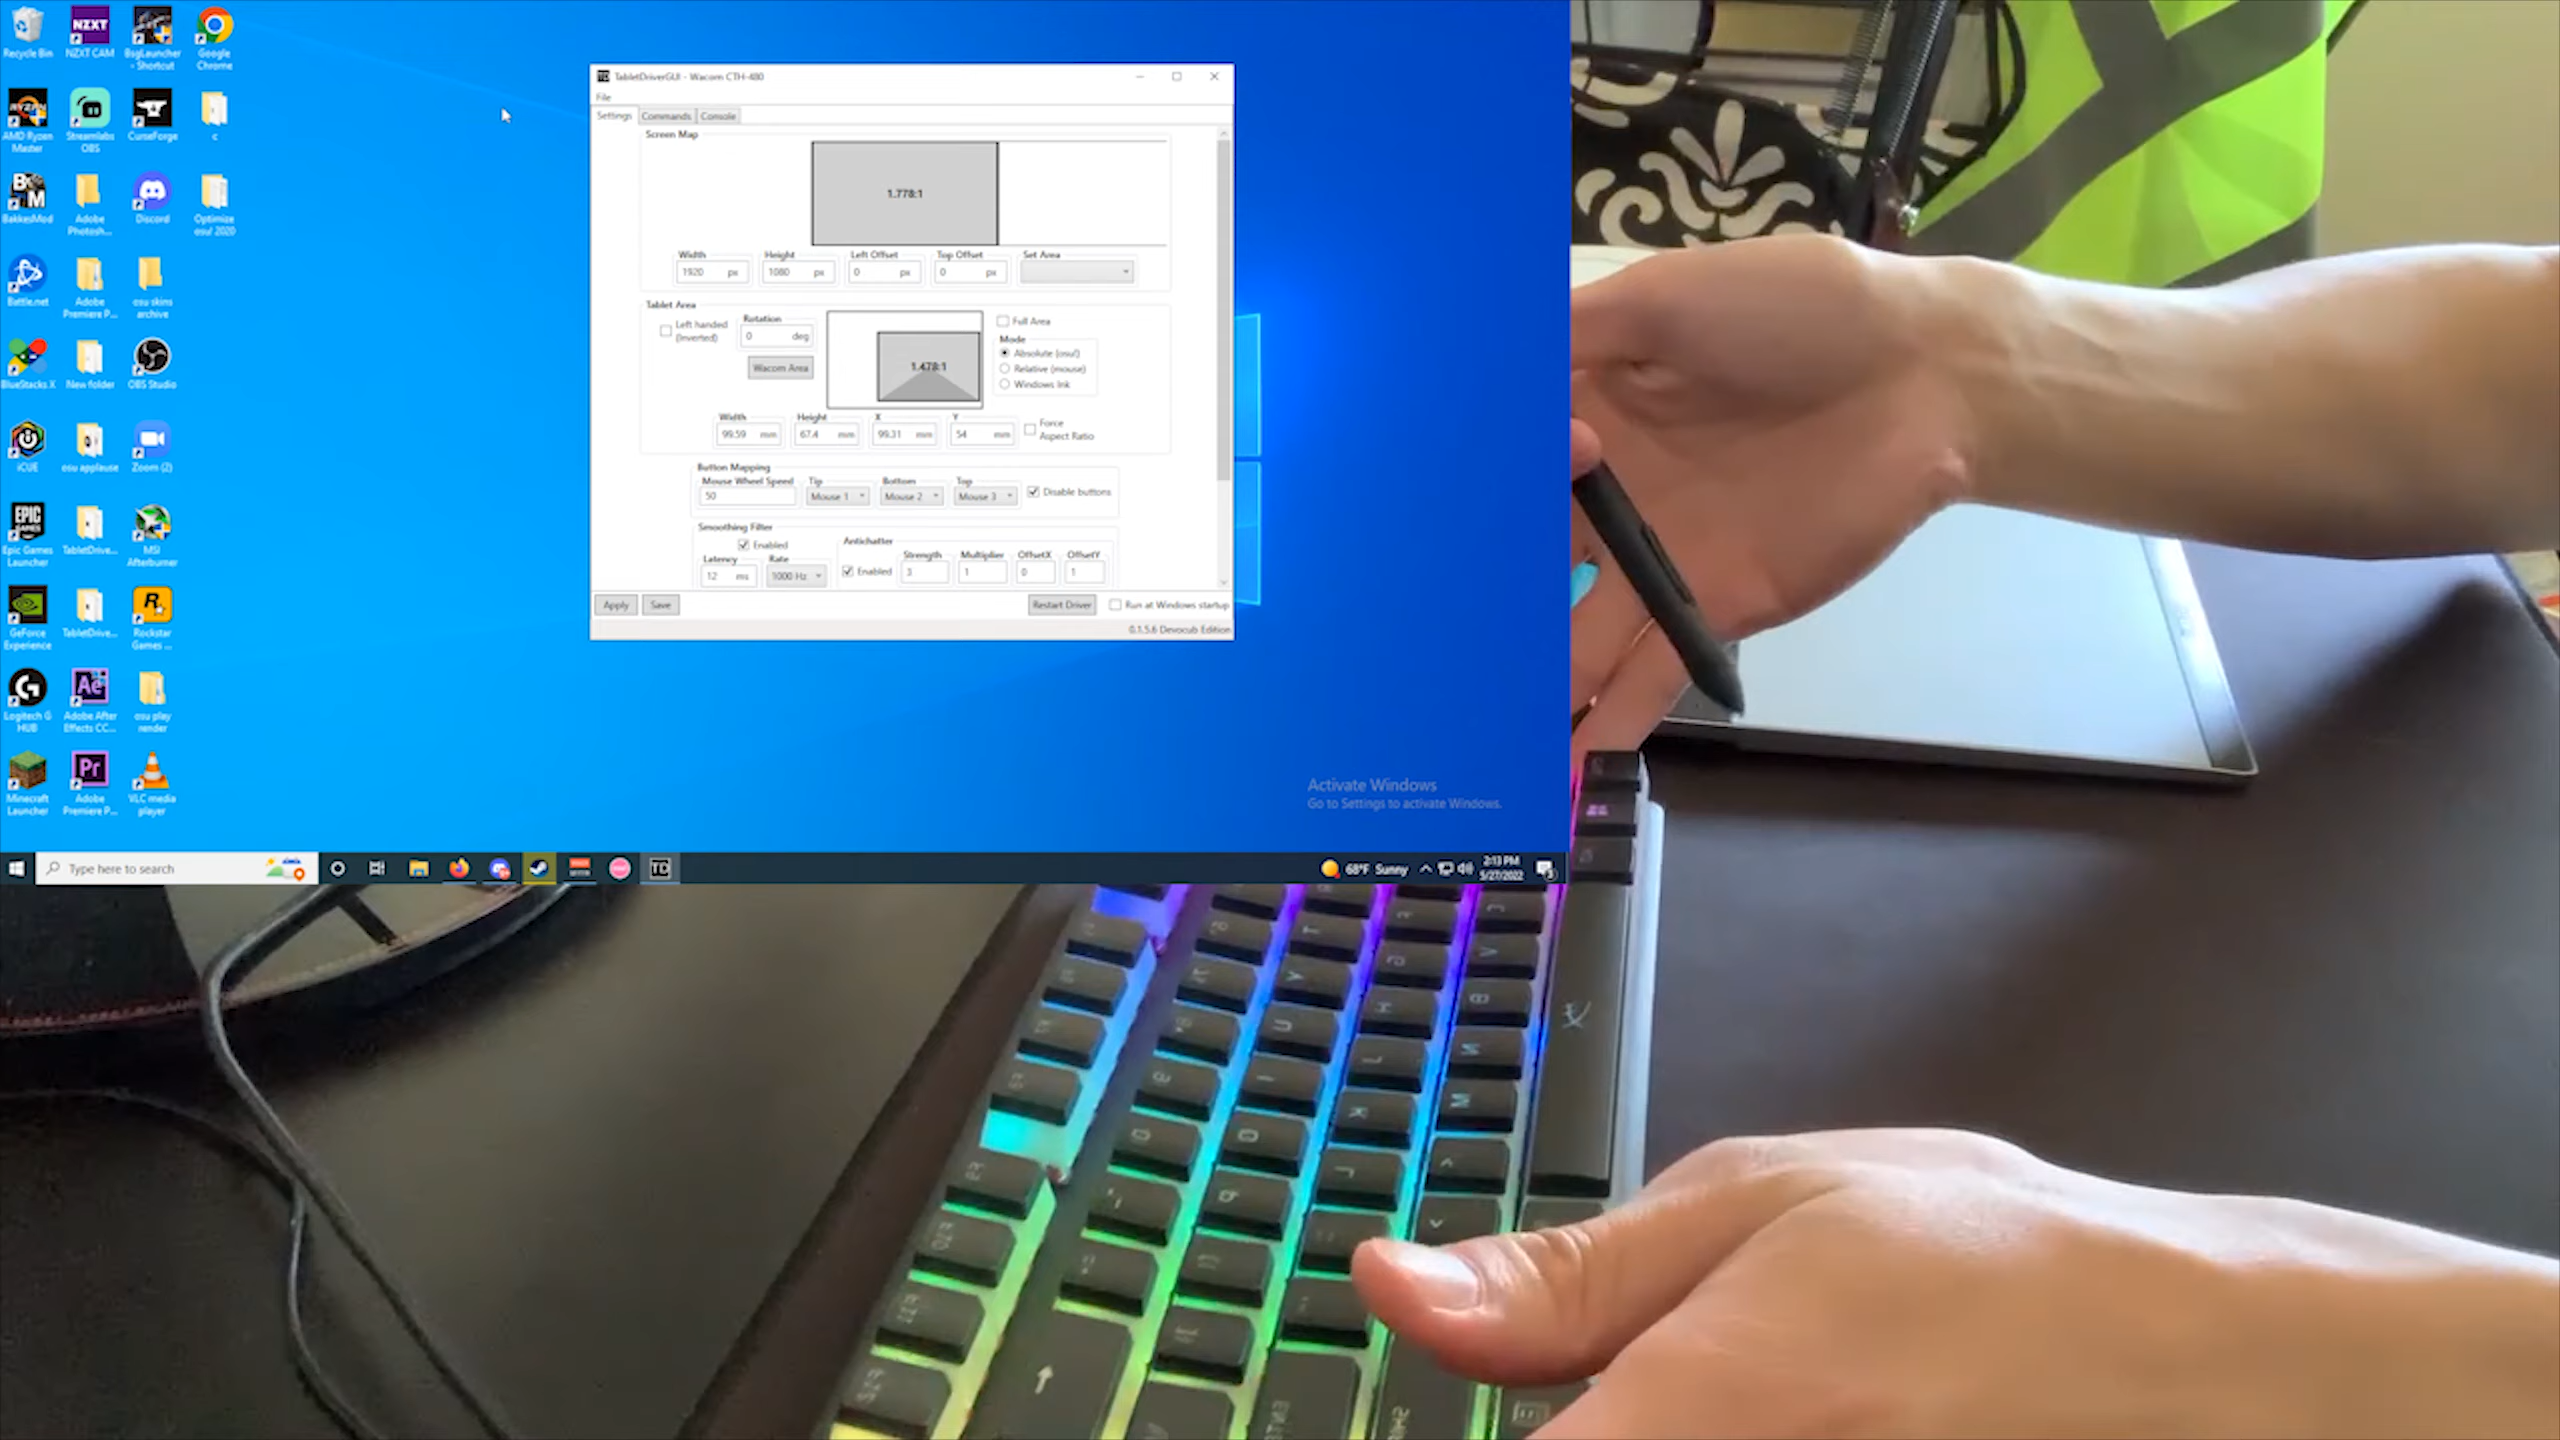 Recycle Bin
NZXT
NZXT CAM
BsgLauncher
- Shortcut
Google
Chrome
RYZEN
AMD Ryzen
Master
Streamlabs
OBS
CurseForge
c
BakkesMod
Adobe
Photosh...
Discord
Optimize
osu! 2020
Battle.net
Adobe
Premiere P...
osu skins
archive
BlueStacks X
New folder
OBS Studio
iCUE
osu applause
Zoom (2)
EPIC
GAMES
Epic Games
Launcher
TabletDrive...
MSI
Afterburner
GeForce
Experience
TabletDrive...
Rockstar
Games ...
Logitech G
HUB
Ae
Adobe After
Effects CC...
osu play
render
Minecraft
Launcher
Pr
Adobe
Premiere P...
VLC media
player
TD TabletDriverGUI - Wacom CTH-480
File
Settings Commands Console
Screen Map
1.778:1
Width Height Left Offset Top Offset Set Area
1920 px 1080 px 0 px 0 px
Tablet Area
Left handed
(Inverted)
Rotation
0 deg
Wacom Area
1.478:1
Full Area
Mode
Absolute (osu!)
Relative (mouse)
Windows Ink
Width Height X Y
99.59 mm 67.4 mm 99.31 mm 54 mm
Force
Aspect Ratio
Button Mapping
Mouse Wheel Speed Tip Bottom Top
50 Mouse 1 Mouse 2 Mouse 3 Disable buttons
Smoothing Filter
Enabled
Latency Rate
12 ms 1000 Hz
Antichatter
Strength Multiplier OffsetX OffsetY
Enabled 3 1 0 1
Apply Save Restart Driver Run at Windows startup
0.1.5.6 Devocub Edition
Activate Windows
Go to Settings to activate Windows.
Type here to search
TD
68°F Sunny
2:13 PM
5/27/2022